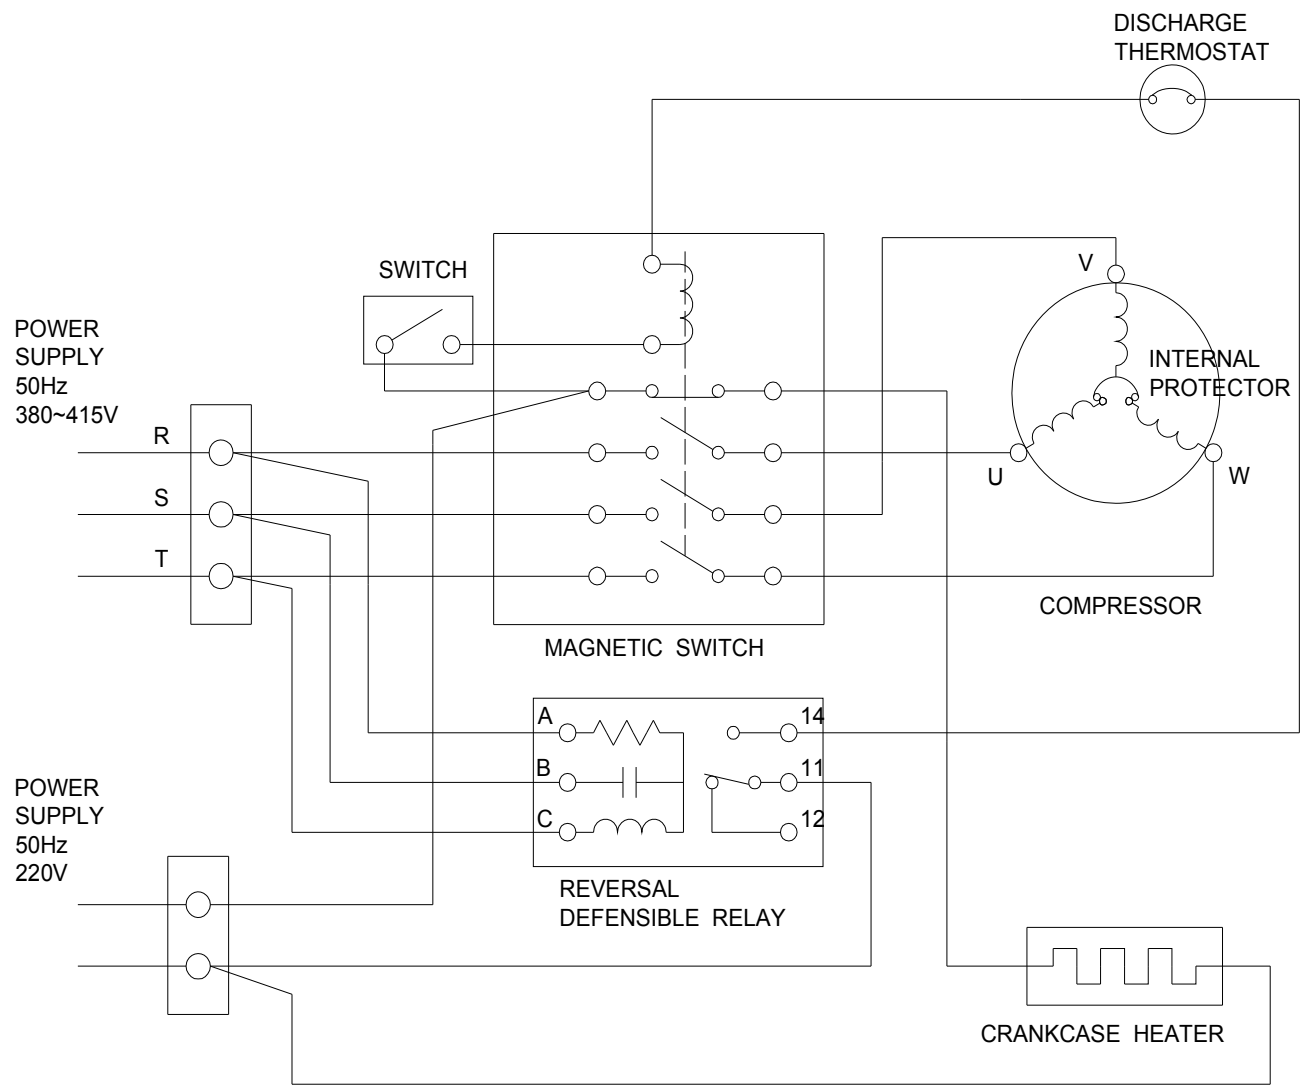 DISCHARGE
THERMOSTAT
SWITCH
V
POWER
SUPPLY
50Hz
380~415V
INTERNAL
PROTECTOR
R
U
W
S
T
COMPRESSOR
MAGNETIC SWITCH
A
14
B
11
C
12
POWER
SUPPLY
50Hz
220V
REVERSAL
DEFENSIBLE RELAY
CRANKCASE HEATER